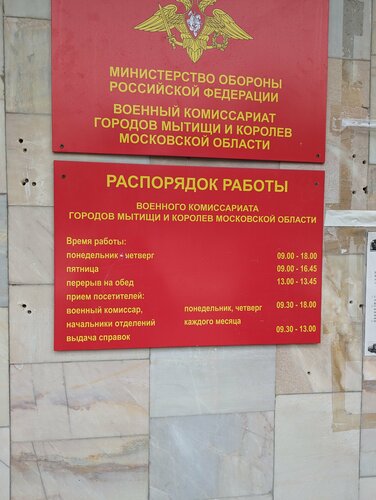 МИНИСТЕРСТВО ОБОРОНЫ
РОССИЙСКОЙ ФЕДЕРАЦИИ
ВОЕННЫЙ КОМИССАРИАТ
ГОРОДОВ МЫТИЩИ И КОРОЛЕВ
МОСКОВСКОЙ ОБЛАСТИ
РАСПОРЯДОК РАБОТЫ
ВОЕННОГО КОМИССАРИАТА
ГОРОДОВ МЫТИЩИ И КОРОЛЕВ МОСКОВСКОЙ ОБЛАСТИ
Время работы:
понедельник - четверг 09.00 - 18.00
пятница 09.00 - 16.45
перерыв на обед 13.00 - 13.45
прием посетителей:
военный комиссар, понедельник, четверг 09.30 - 18.00
начальники отделений каждого месяца
выдача справок 09.30 - 13.00